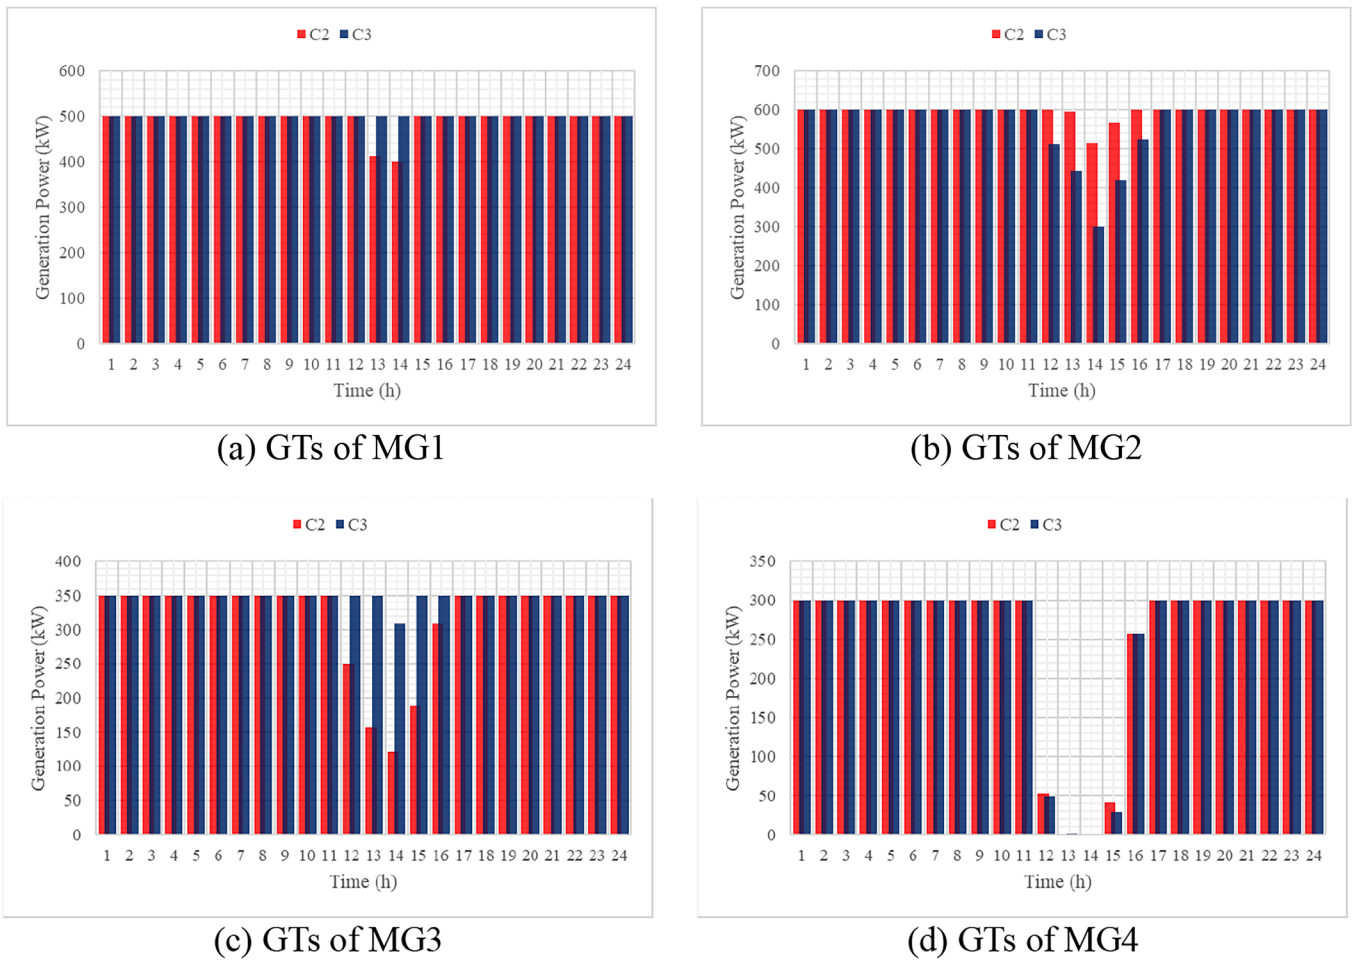 C2 C3
600
500
400
300
200
100
0
Generation Power (kW)
1 2 3 4 5 6 7 8 9 10 11 12 13 14 15 16 17 18 19 20 21 22 23 24
Time (h)
(a) GTs of MG1
C2 C3
700
600
500
400
300
200
100
0
Generation Power (kW)
1 2 3 4 5 6 7 8 9 10 11 12 13 14 15 16 17 18 19 20 21 22 23 24
Time (h)
(b) GTs of MG2
C2 C3
400
350
300
250
200
150
100
50
0
Generation Power (kW)
1 2 3 4 5 6 7 8 9 10 11 12 13 14 15 16 17 18 19 20 21 22 23 24
Time (h)
(c) GTs of MG3
C2 C3
350
300
250
200
150
100
50
0
Generation Power (kW)
1 2 3 4 5 6 7 8 9 10 11 12 13 14 15 16 17 18 19 20 21 22 23 24
Time (h)
(d) GTs of MG4